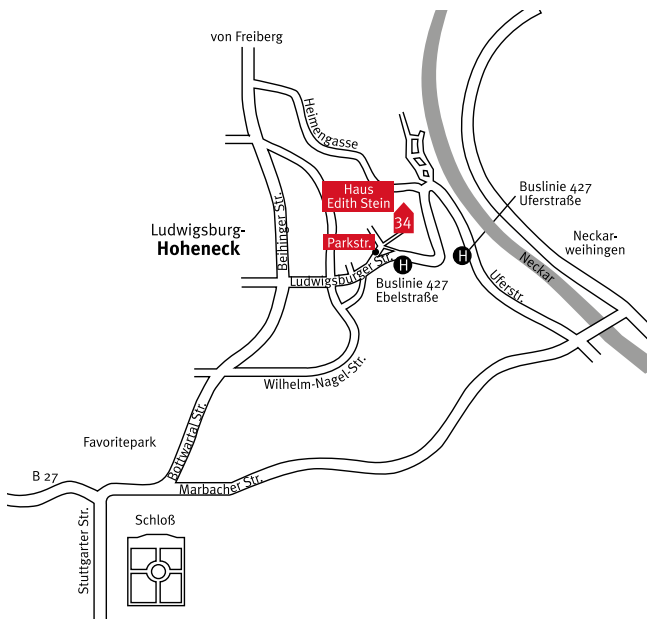 von Freiberg
Heimengasse
Haus
Edith Stein
34
Buslinie 427
Uferstraße
Ludwigsburg-
Hoheneck
Beihinger Str.
Parkstr.
Neckar-
weihingen
Ludwigsburger Str.
H
H
Neckar
Buslinie 427
Ebelstraße
Uferstr.
Wilhelm-Nagel-Str.
Bottwartal Str.
Favoritepark
B 27
Marbacher Str.
Schloß
Stuttgarter Str.